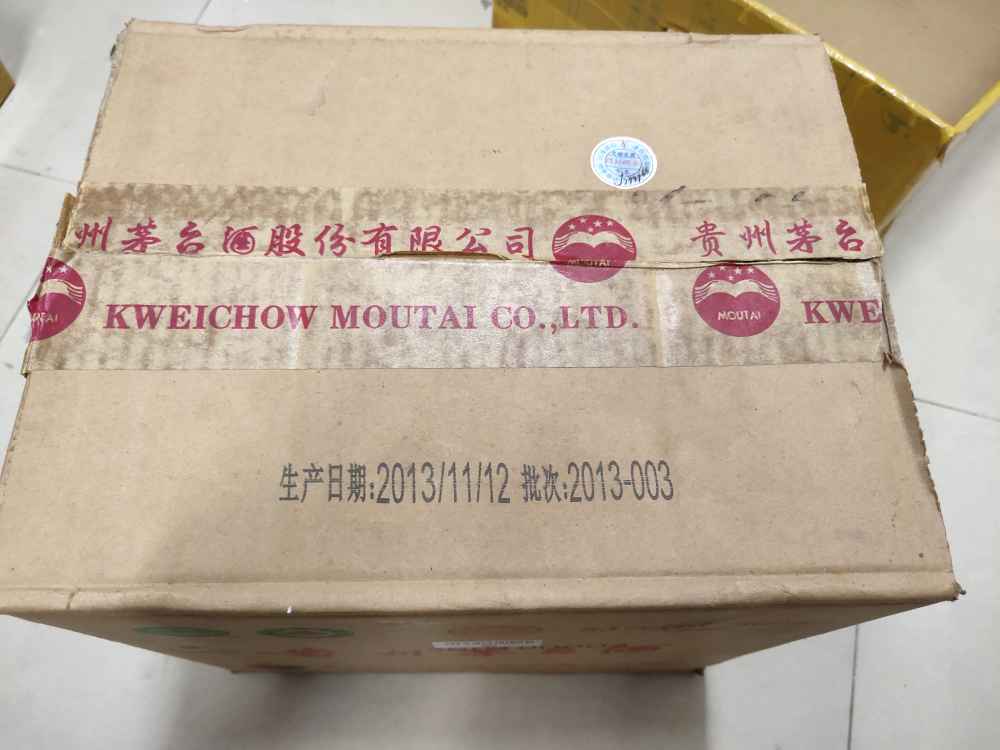 州茅台酒股份有限公司
MOUTAI
贵州茅台
KWEICHOW MOUTAI CO.,LTD.
MOUTAI
KWE
生产日期:2013/11/12 批次:2013-003